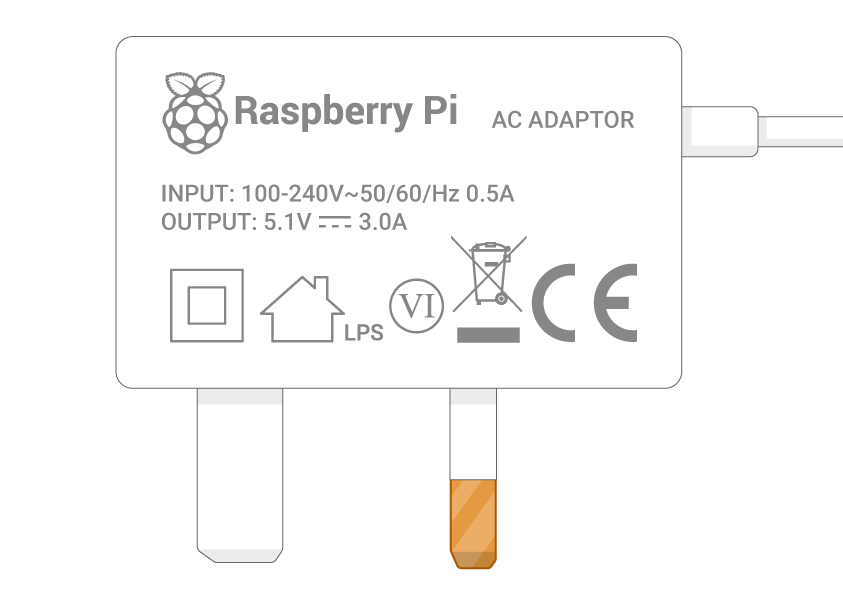 Raspberry Pi
AC ADAPTOR
INPUT: 100-240V~50/60/Hz 0.5A
OUTPUT: 5.1V ⎓ 3.0A
LPS
VI
CE